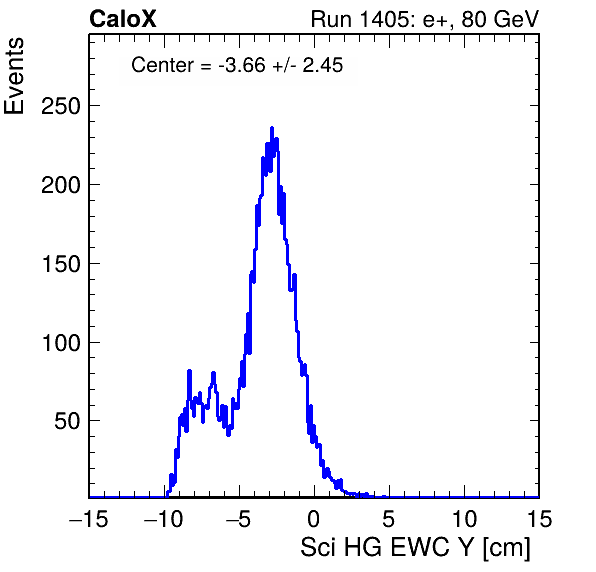 CaloX Run 1405: e+, 80 GeV
Center = -3.66 +/- 2.45
Events
250
200
150
100
50
−15 −10 −5 0 5 10 15
Sci HG EWC Y [cm]